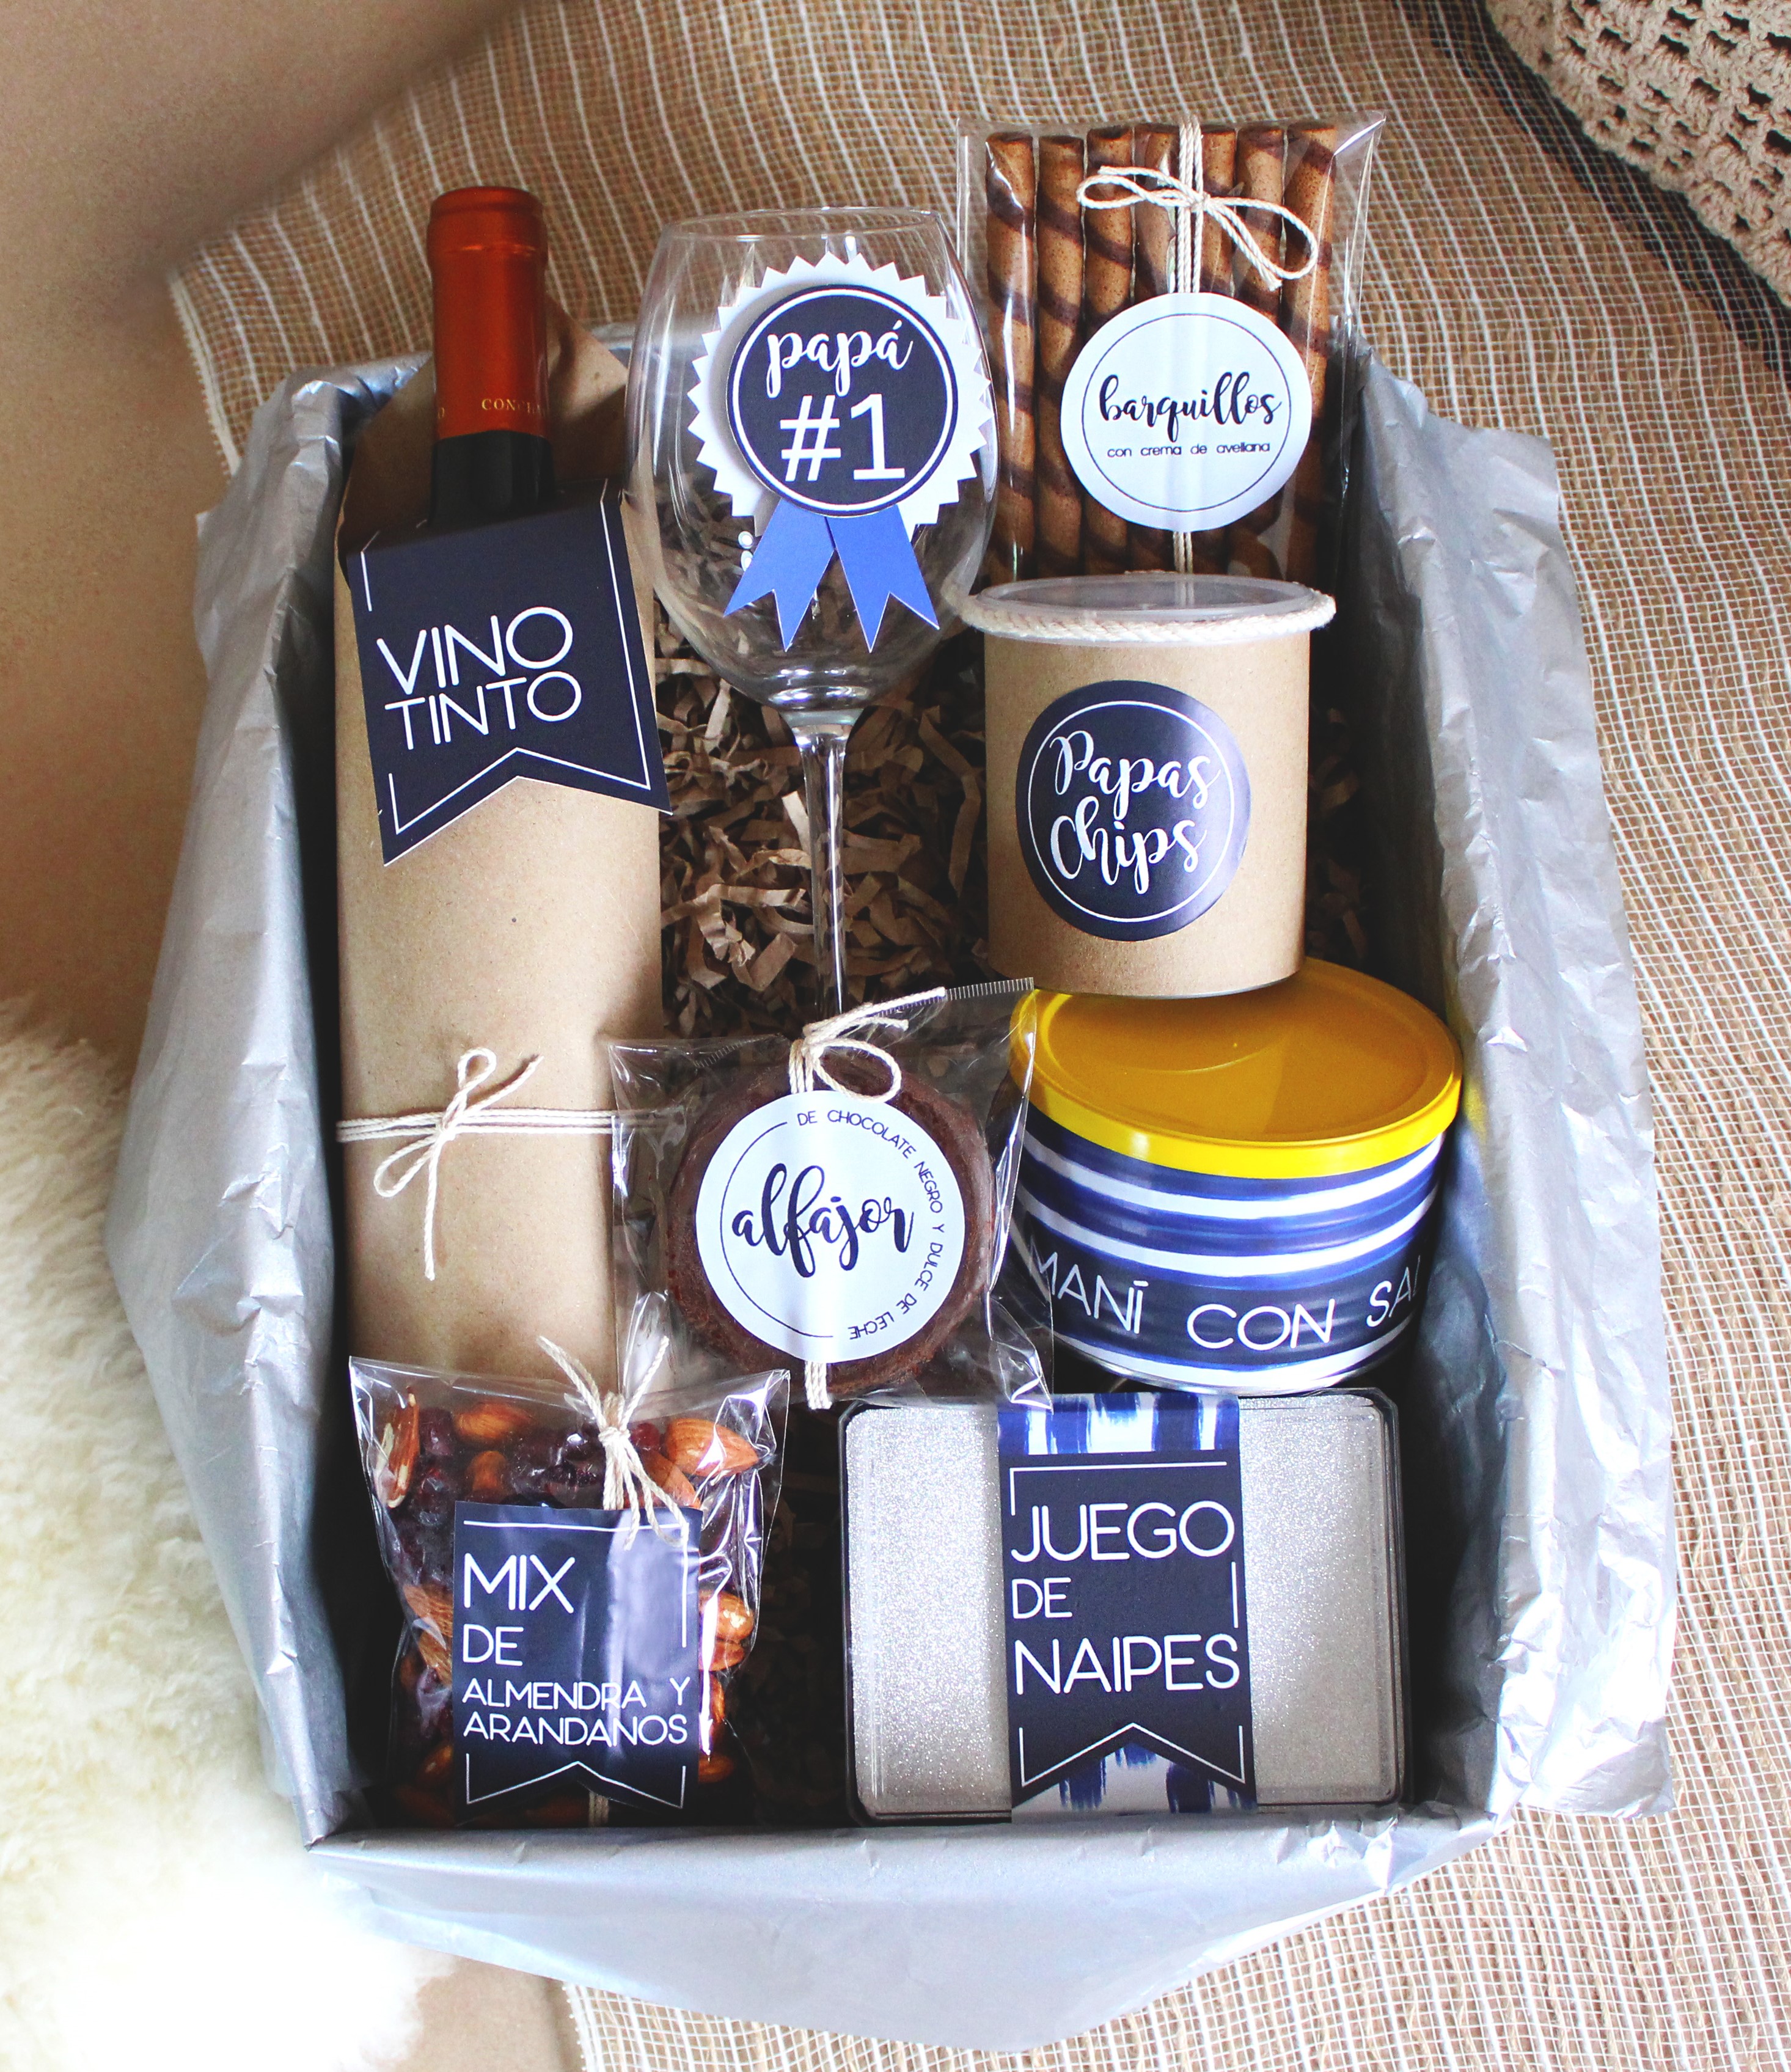 papá
#1
barquillos
con crema de avellana
VINO
TINTO
Papas
Chips
DE CHOCOLATE NEGRO Y DULCE DE LECHE
alfajor
MANÍ CON SAL
MIX
DE
ALMENDRA Y
ARANDANOS
JUEGO
DE
NAIPES